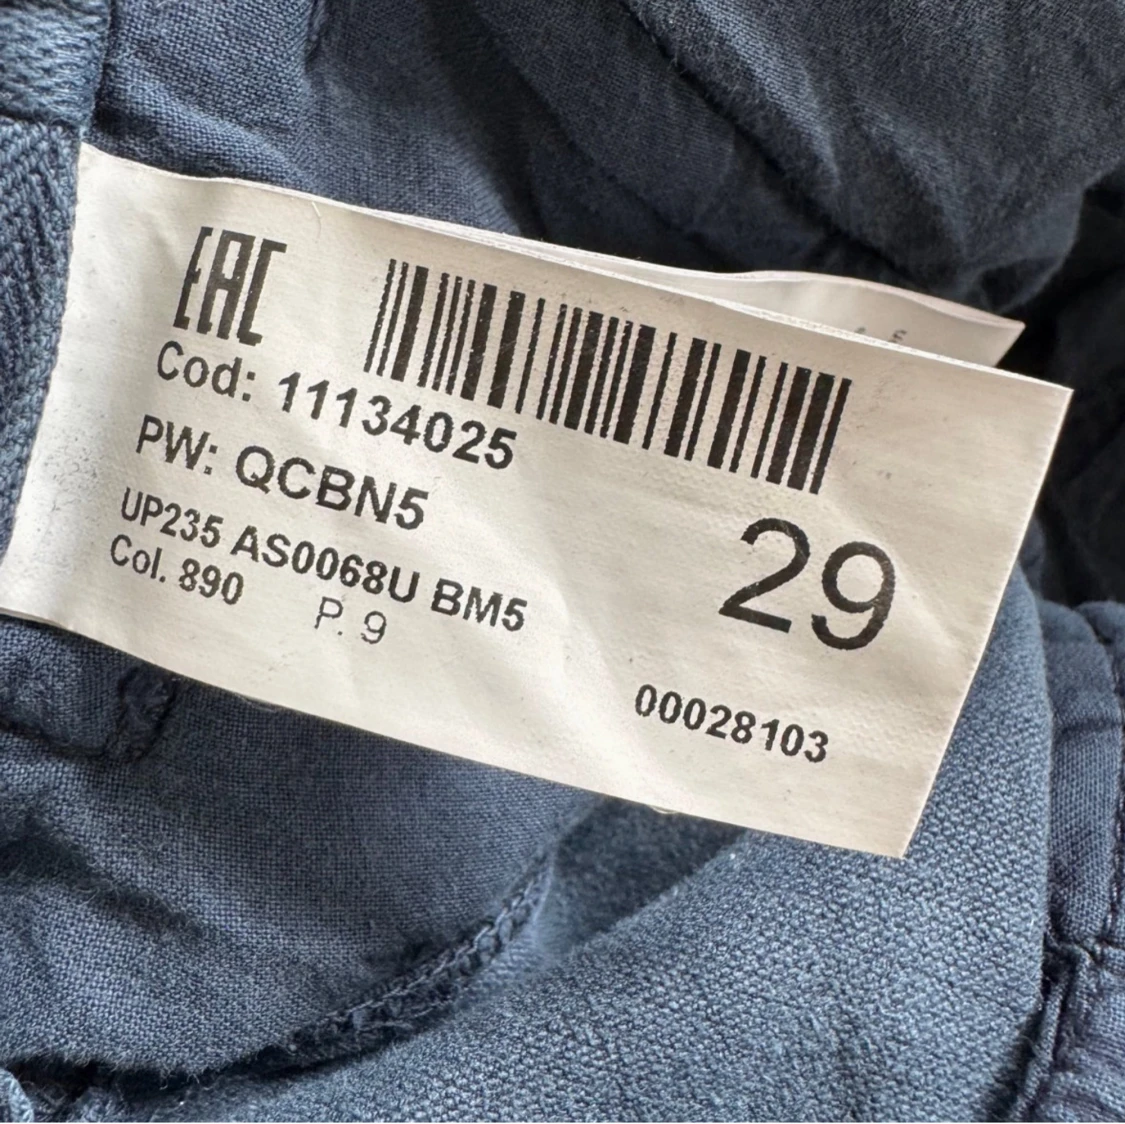 EAC
Cod: 11134025
PW: QCBN5
UP235 AS0068U BM5
Col. 890 P. 9
29
00028103